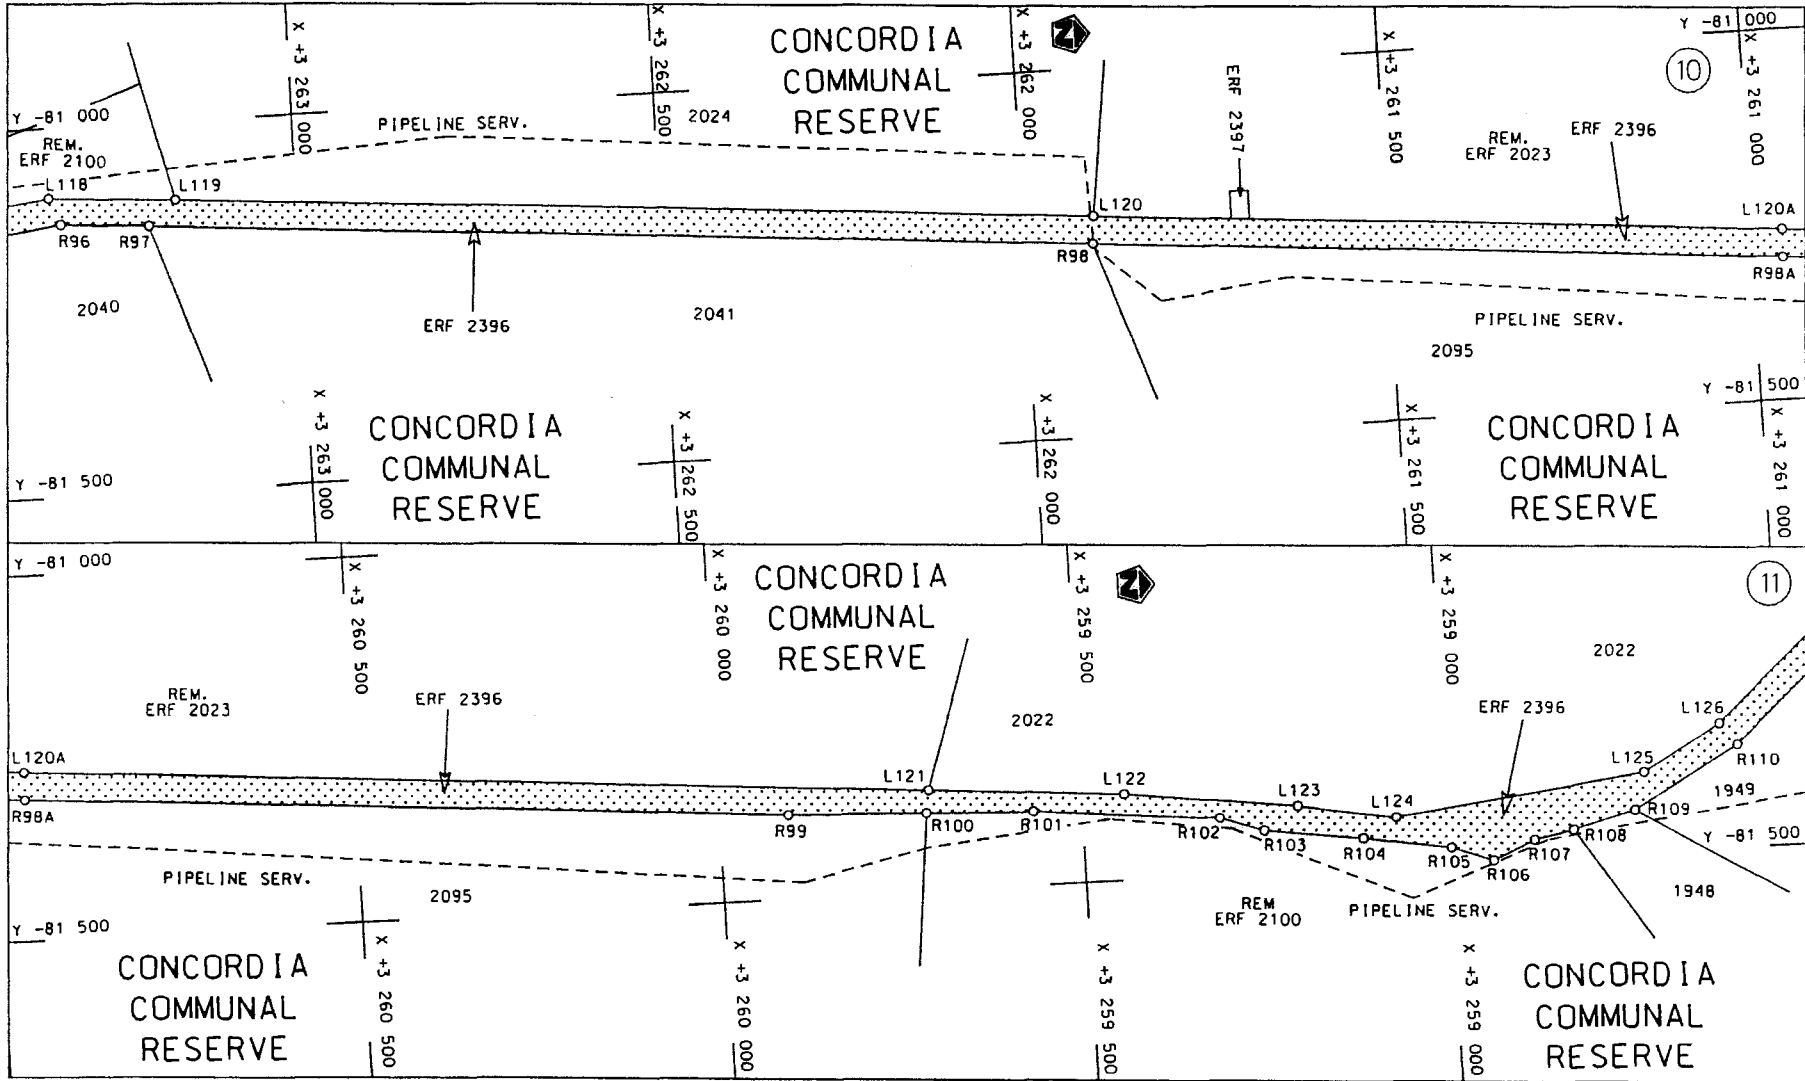 CONCORDIA
COMMUNAL
RESERVE
Z
10
Y -81 000
X +3 263 000
X +3 262 500
X +3 262 000
X +3 261 500
X +3 261 000
Y -81 000
REM.
ERF 2100
PIPELINE SERV.
2024
ERF 2397
REM.
ERF 2023
ERF 2396
L118
L119
L120
L120A
R96
R97
R98
R98A
2040
ERF 2396
2041
PIPELINE SERV.
2095
Y -81 500
X +3 263 000
X +3 262 500
X +3 262 000
X +3 261 500
X +3 261 000
CONCORDIA
COMMUNAL
RESERVE
CONCORDIA
COMMUNAL
RESERVE
Y -81 500
Y -81 000
X +3 260 500
X +3 260 000
CONCORDIA
COMMUNAL
RESERVE
Z
X +3 259 500
X +3 259 000
11
2022
REM.
ERF 2023
ERF 2396
2022
ERF 2396
L126
L120A
L121
L122
L123
L124
L125
R110
R98A
R99
R100
R101
R102
R103
R104
R105
R106
R107
R108
R109
1949
Y -81 500
PIPELINE SERV.
2095
REM
ERF 2100
PIPELINE SERV.
1948
Y -81 500
X +3 260 500
X +3 260 000
X +3 259 500
X +3 259 000
CONCORDIA
COMMUNAL
RESERVE
CONCORDIA
COMMUNAL
RESERVE